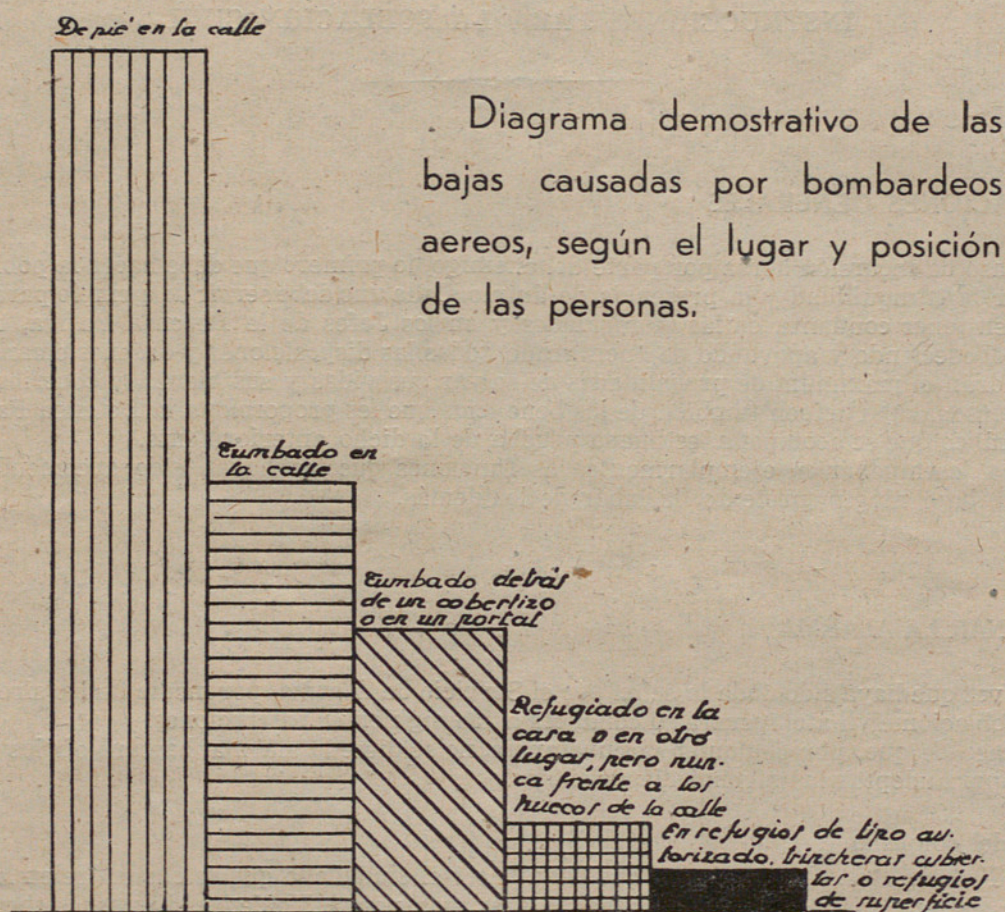 De pié en la calle
Diagrama demostrativo de las
bajas causadas por bombardeos
aereos, según el lugar y posición
de las personas.
Tumbado en
la calle
Tumbado detrás
de un cobertizo
o en un portal
Refugiado en la
casa o en otro
lugar, pero nun-
ca frente a los
huecos de la calle
En refugios de tipo au-
torizado, trincheras cubier-
tas o refugios
de superficie